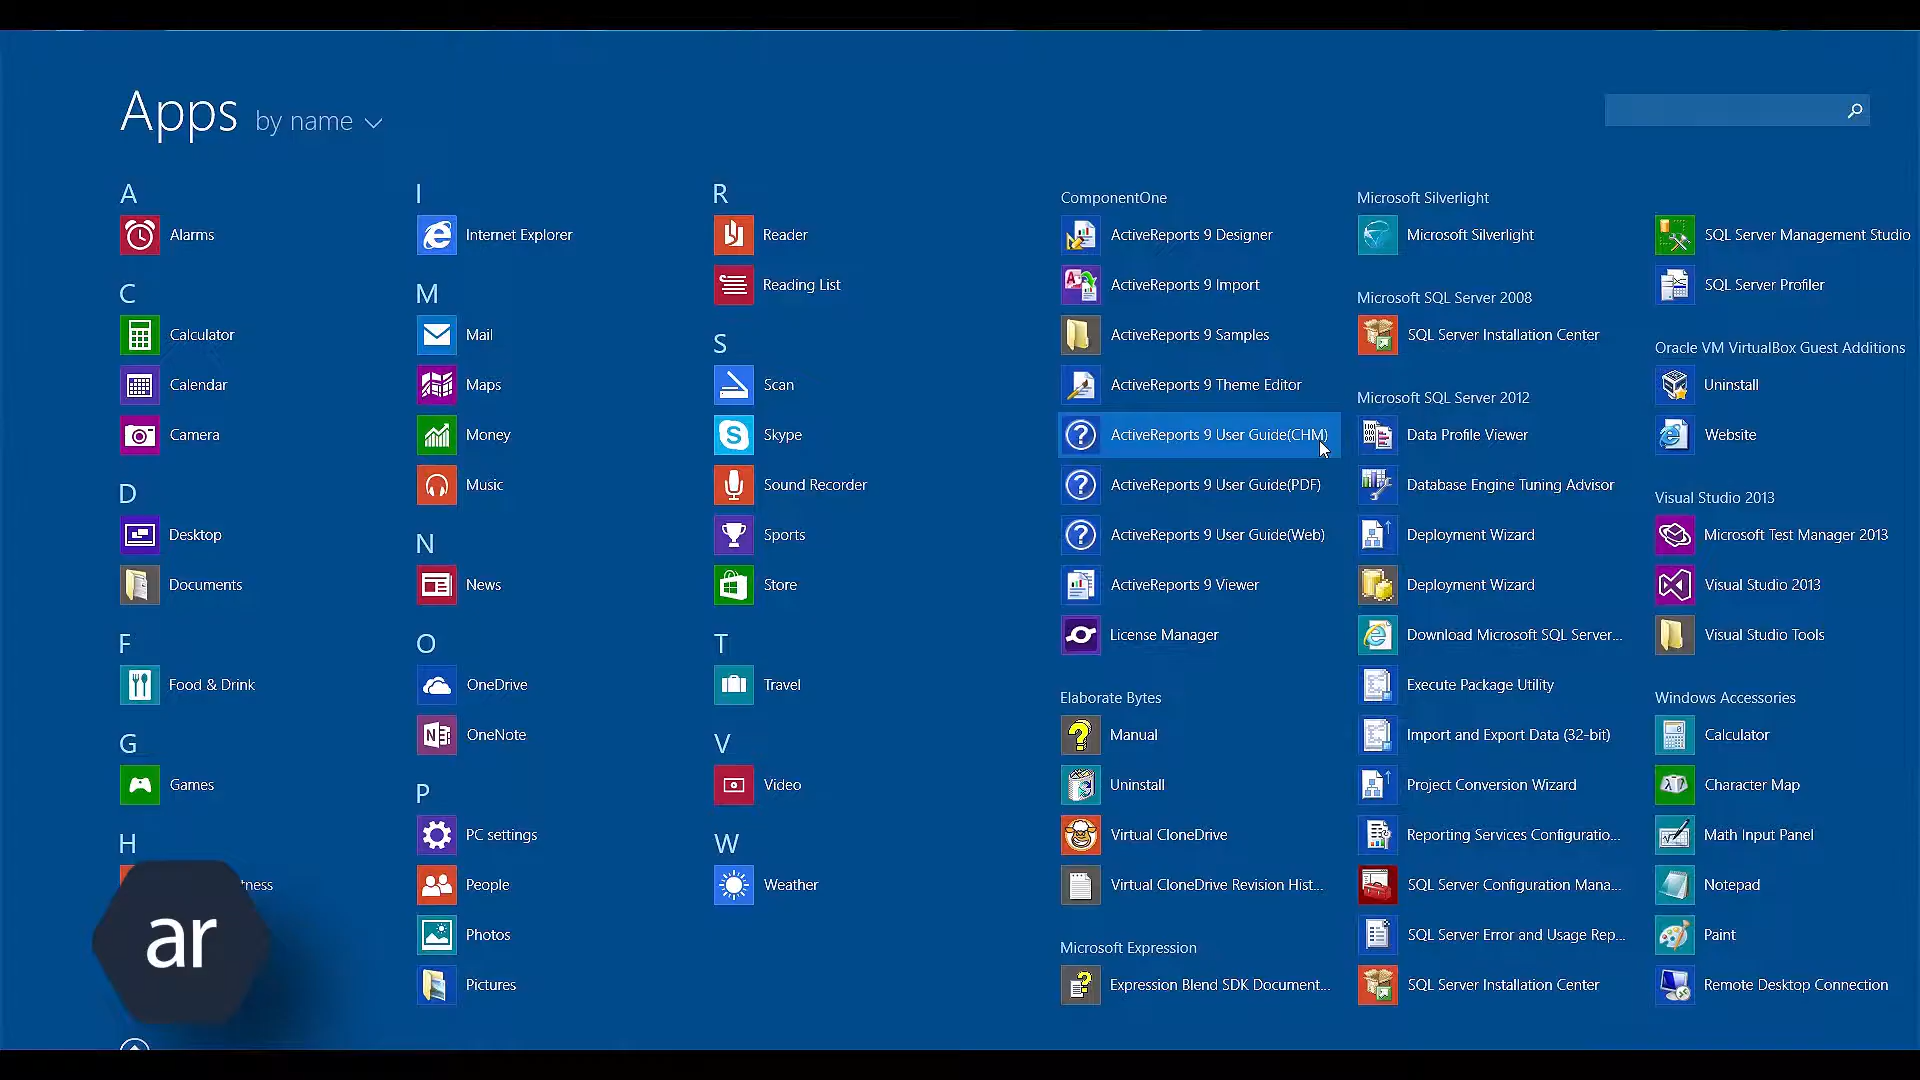 Apps by name
A
Alarms
C
Calculator
Calendar
Camera
D
Desktop
Documents
F
Food & Drink
G
Games
H
tness
ar
I
Internet Explorer
M
Mail
Maps
Money
Music
N
News
O
OneDrive
OneNote
P
PC settings
People
Photos
Pictures
R
Reader
Reading List
S
Scan
Skype
Sound Recorder
Sports
Store
T
Travel
V
Video
W
Weather
ComponentOne
ActiveReports 9 Designer
ActiveReports 9 Import
ActiveReports 9 Samples
ActiveReports 9 Theme Editor
ActiveReports 9 User Guide(CHM)
ActiveReports 9 User Guide(PDF)
ActiveReports 9 User Guide(Web)
ActiveReports 9 Viewer
License Manager
Elaborate Bytes
Manual
Uninstall
Virtual CloneDrive
Virtual CloneDrive Revision Hist...
Microsoft Expression
Expression Blend SDK Document...
Microsoft Silverlight
Microsoft Silverlight
Microsoft SQL Server 2008
SQL Server Installation Center
Microsoft SQL Server 2012
Data Profile Viewer
Database Engine Tuning Advisor
Deployment Wizard
Deployment Wizard
Download Microsoft SQL Server...
Execute Package Utility
Import and Export Data (32-bit)
Project Conversion Wizard
Reporting Services Configuratio...
SQL Server Configuration Mana...
SQL Server Error and Usage Rep...
SQL Server Installation Center
SQL Server Management Studio
SQL Server Profiler
Oracle VM VirtualBox Guest Additions
Uninstall
Website
Visual Studio 2013
Microsoft Test Manager 2013
Visual Studio 2013
Visual Studio Tools
Windows Accessories
Calculator
Character Map
Math Input Panel
Notepad
Paint
Remote Desktop Connection